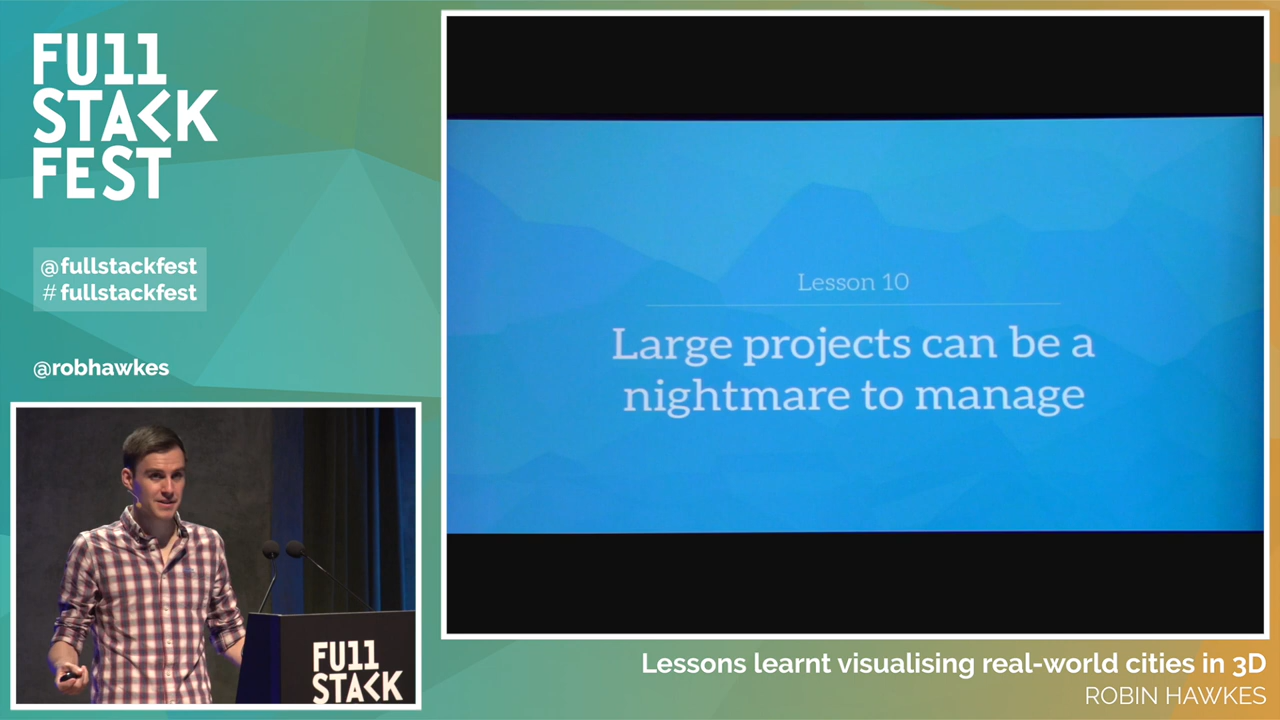 FU11
STACK
FEST
@fullstackfest
# fullstackfest
@robhawkes
Lesson 10
Large projects can be a
nightmare to manage
FU11
STACK
Lessons learnt visualising real-world cities in 3D
ROBIN HAWKES